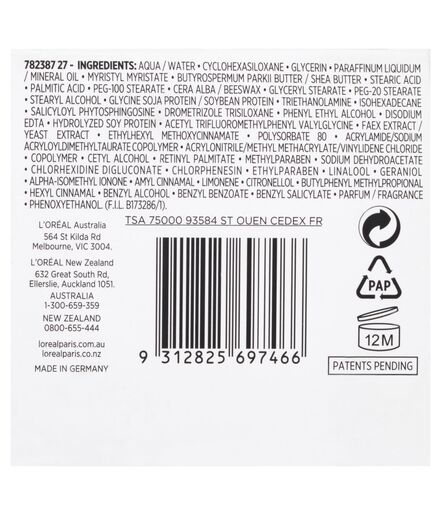 782387 27 - INGREDIENTS: AQUA / WATER • CYCLOHEXASILOXANE • GLYCERIN • PARAFFINUM LIQUIDUM
/ MINERAL OIL • MYRISTYL MYRISTATE • BUTYROSPERMUM PARKII BUTTER / SHEA BUTTER • STEARIC ACID
• PALMITIC ACID • PEG-100 STEARATE • CERA ALBA / BEESWAX • GLYCERYL STEARATE • PEG-20 STEARATE
• STEARYL ALCOHOL • GLYCINE SOJA PROTEIN / SOYBEAN PROTEIN • TRIETHANOLAMINE • ISOHEXADECANE
• SALICYLOYL PHYTOSPHINGOSINE • DROMETRIZOLE TRISILOXANE • PHENYL ETHYL ALCOHOL • DISODIUM
EDTA • HYDROLYZED SOY PROTEIN • ACETYL TRIFLUOROMETHYLPHENYL VALYLGLYCINE • FAEX EXTRACT /
YEAST EXTRACT • ETHYLHEXYL METHOXYCINNAMATE • POLYSORBATE 80 • ACRYLAMIDE/SODIUM
ACRYLOYLDIMETHYLTAURATE COPOLYMER • ACRYLONITRILE/METHYL METHACRYLATE/VINYLIDENE CHLORIDE
• COPOLYMER • CETYL ALCOHOL • RETINYL PALMITATE • METHYLPARABEN • SODIUM DEHYDROACETATE
• CHLORHEXIDINE DIGLUCONATE • CHLORPHENESIN • ETHYLPARABEN • LINALOOL • GERANIOL
• ALPHA-ISOMETHYL IONONE • AMYL CINNAMAL • LIMONENE • CITRONELLOL • BUTYLPHENYL METHYLPROPIONAL
• HEXYL CINNAMAL • BENZYL ALCOHOL • BENZYL BENZOATE • BENZYL SALICYLATE • PARFUM / FRAGRANCE
• PHENOXYETHANOL. (F.I.L. B173286/1).
TSA 75000 93584 ST OUEN CEDEX FR
L'ORÉAL Australia
564 St Kilda Rd
Melbourne, VIC 3004.
L'ORÉAL New Zealand
632 Great South Rd,
Ellerslie, Auckland 1051.
AUSTRALIA
1-300-659-359
NEW ZEALAND
0800-655-444
lorealparis.com.au
lorealparis.co.nz
MADE IN GERMANY
9 312825 697466
PAP
12M
PATENTS PENDING